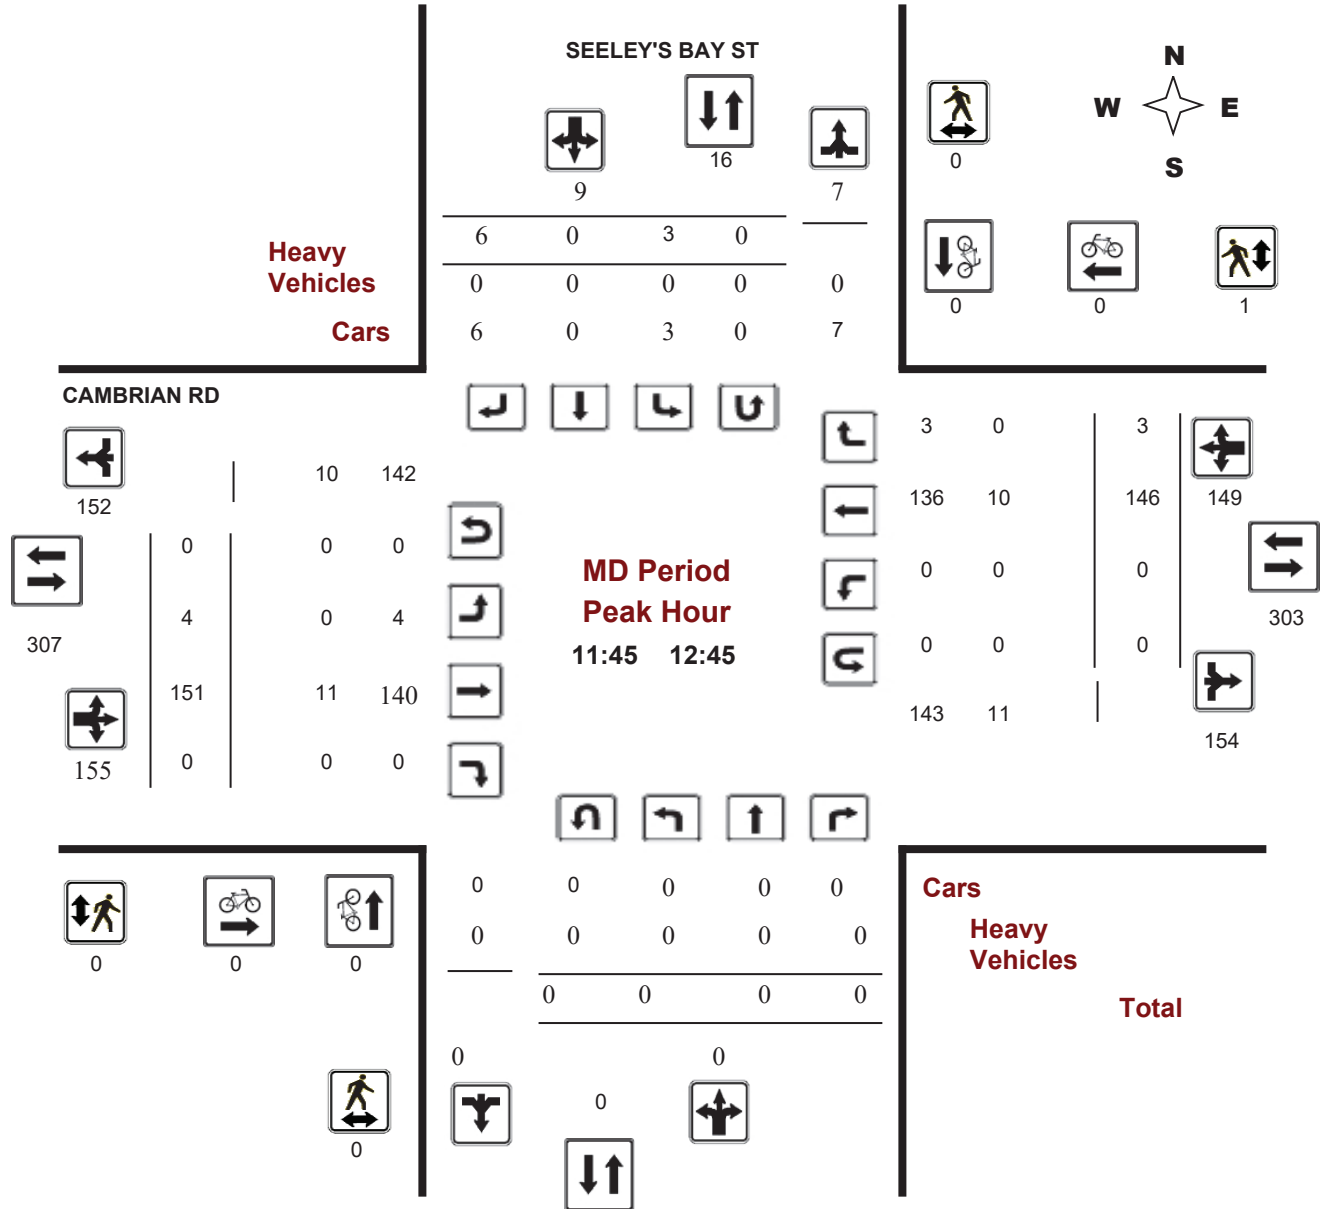 SEELEY'S BAY ST
N
W E
S
16
0
9 7
6 0 3 0
Heavy
Vehicles
0 0 0 0 0
0 0 1
Cars
6 0 3 0 7
CAMBRIAN RD
3 0 3
10 142
152
136 10 146 149
0 0 0
MD Period
0 0 0
Peak Hour
303
4 0 4
307
11:45 12:45
0 0 0
151 11 140
143 11
154
155
0 0 0
0 0 0 0 0
Cars
0 0 0 0 0
Heavy
Vehicles
0 0 0
0 0 0 0
Total
0 0
0
0